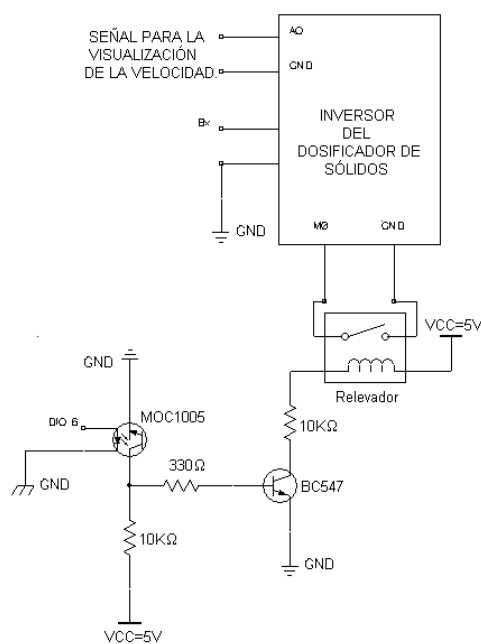 SEÑAL PARA LA
VISUALIZACIÓN
DE LA VELOCIDAD.
AO
GND
INVERSOR
DEL
DOSIFICADOR DE
SÓLIDOS
GND
M0
GND
VCC=5V
Relevador
GND
MOC1005
DIO 6
10KΩ
330Ω
BC547
GND
10KΩ
GND
VCC=5V